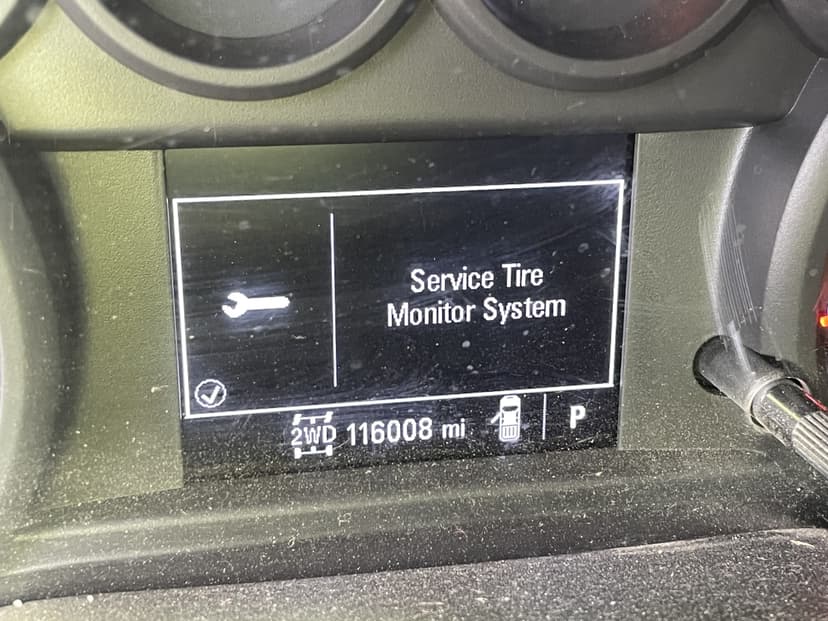 Service Tire
Monitor System
2WD 116008 mi P